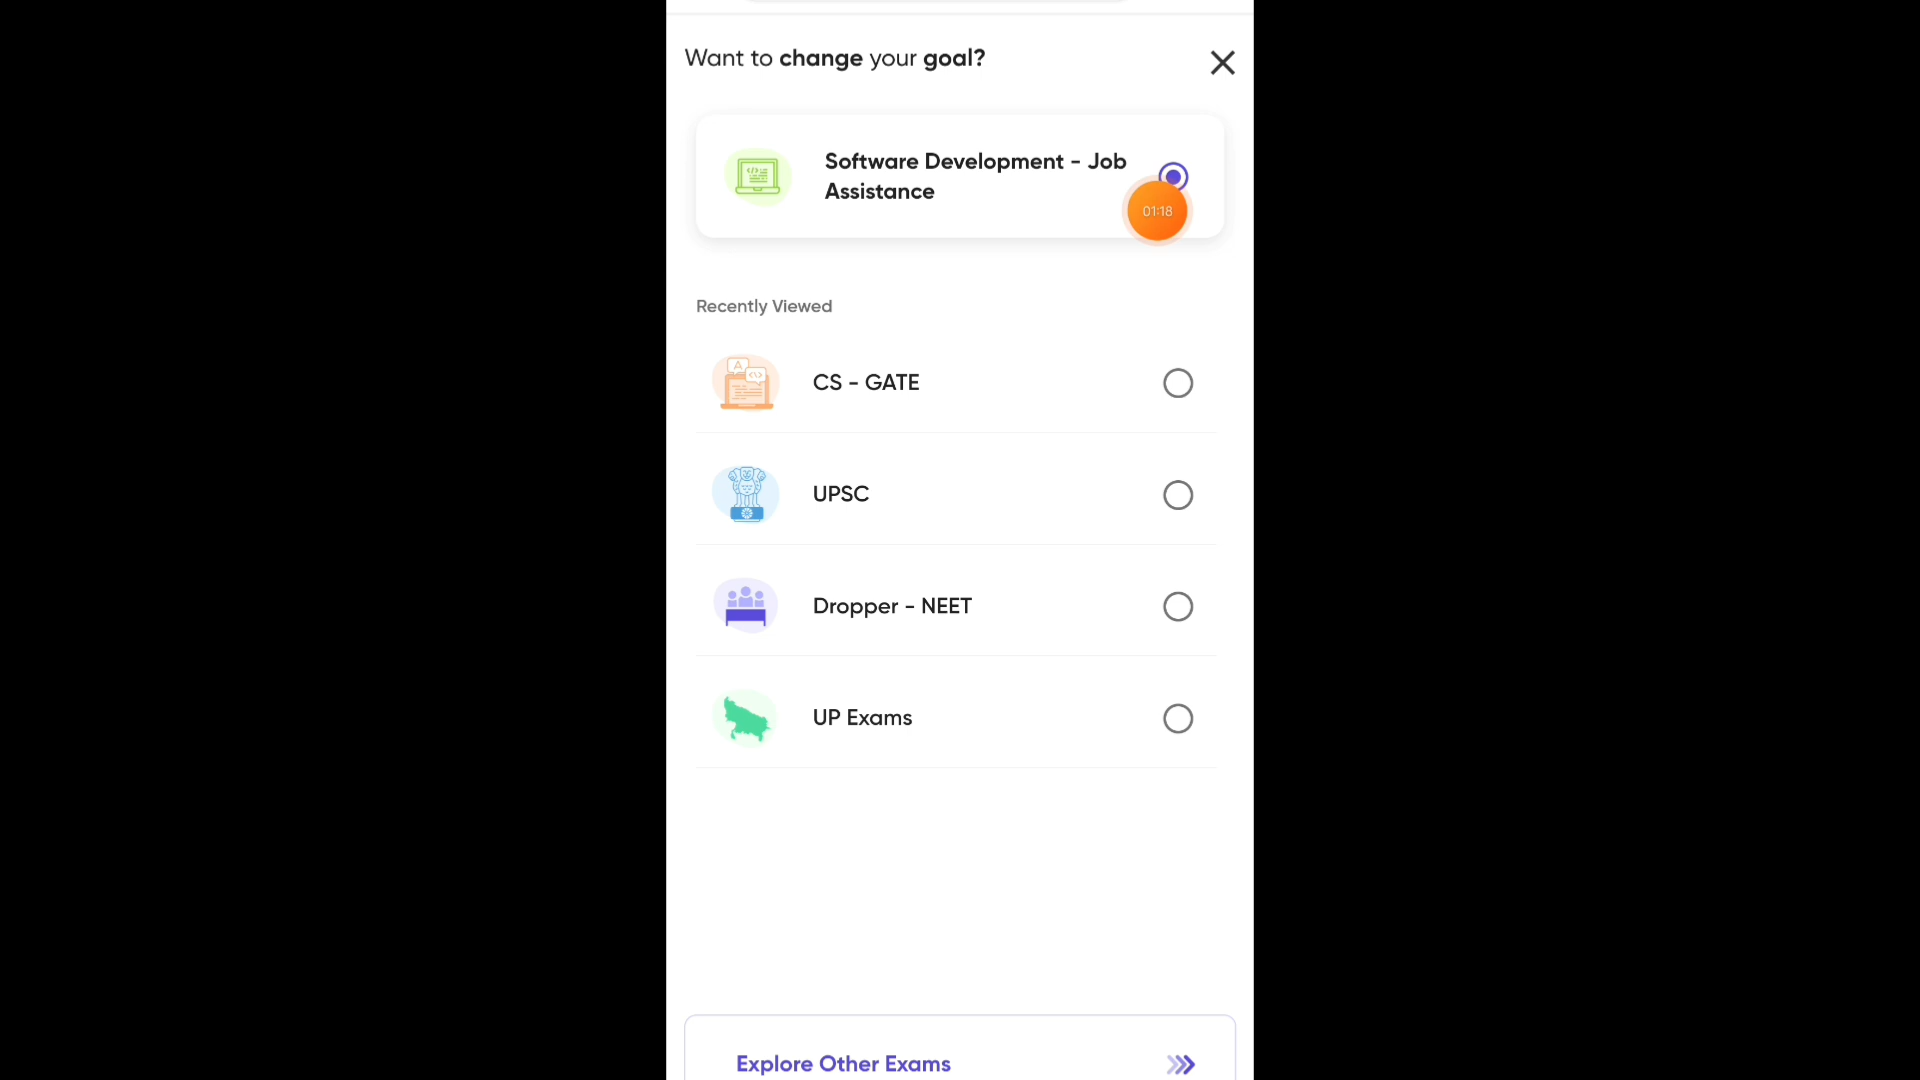 Want to change your goal?
Software Development - Job
Assistance
01:18
Recently Viewed
CS - GATE
UPSC
Dropper - NEET
UP Exams
Explore Other Exams